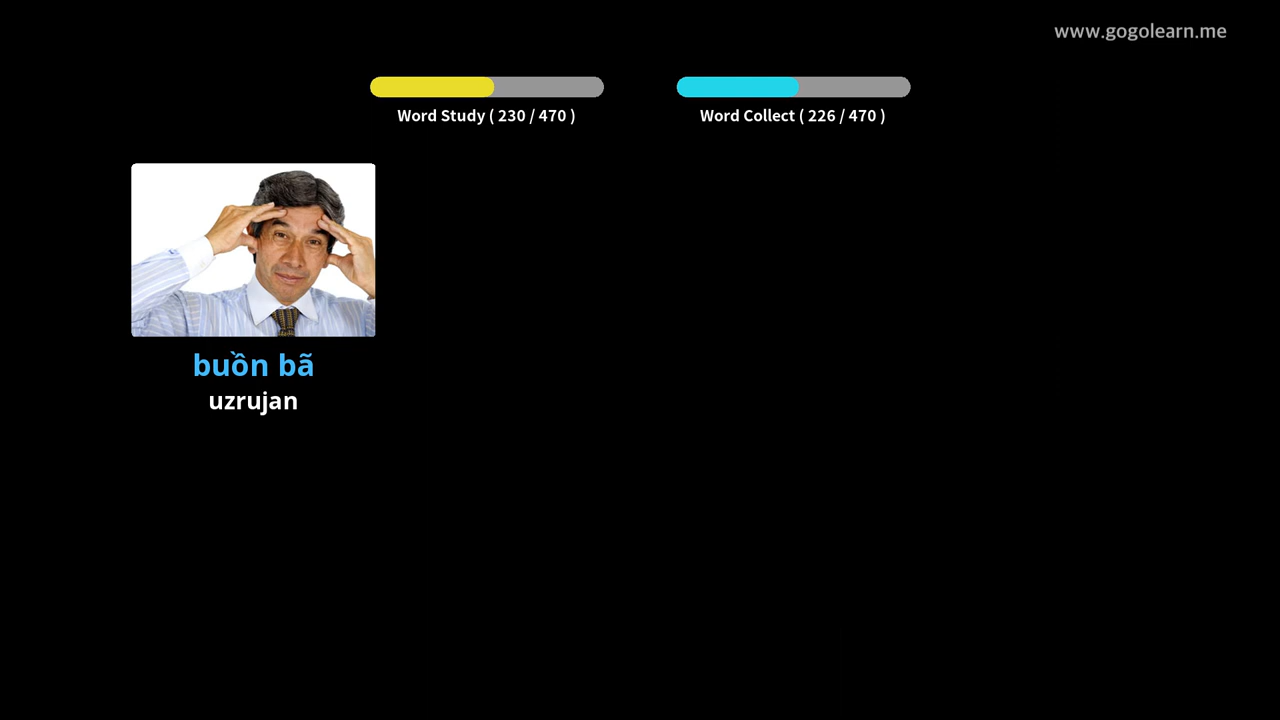 www.gogolearn.me
Word Study ( 230 / 470 )
Word Collect ( 226 / 470 )
buồn bã
uzrujan